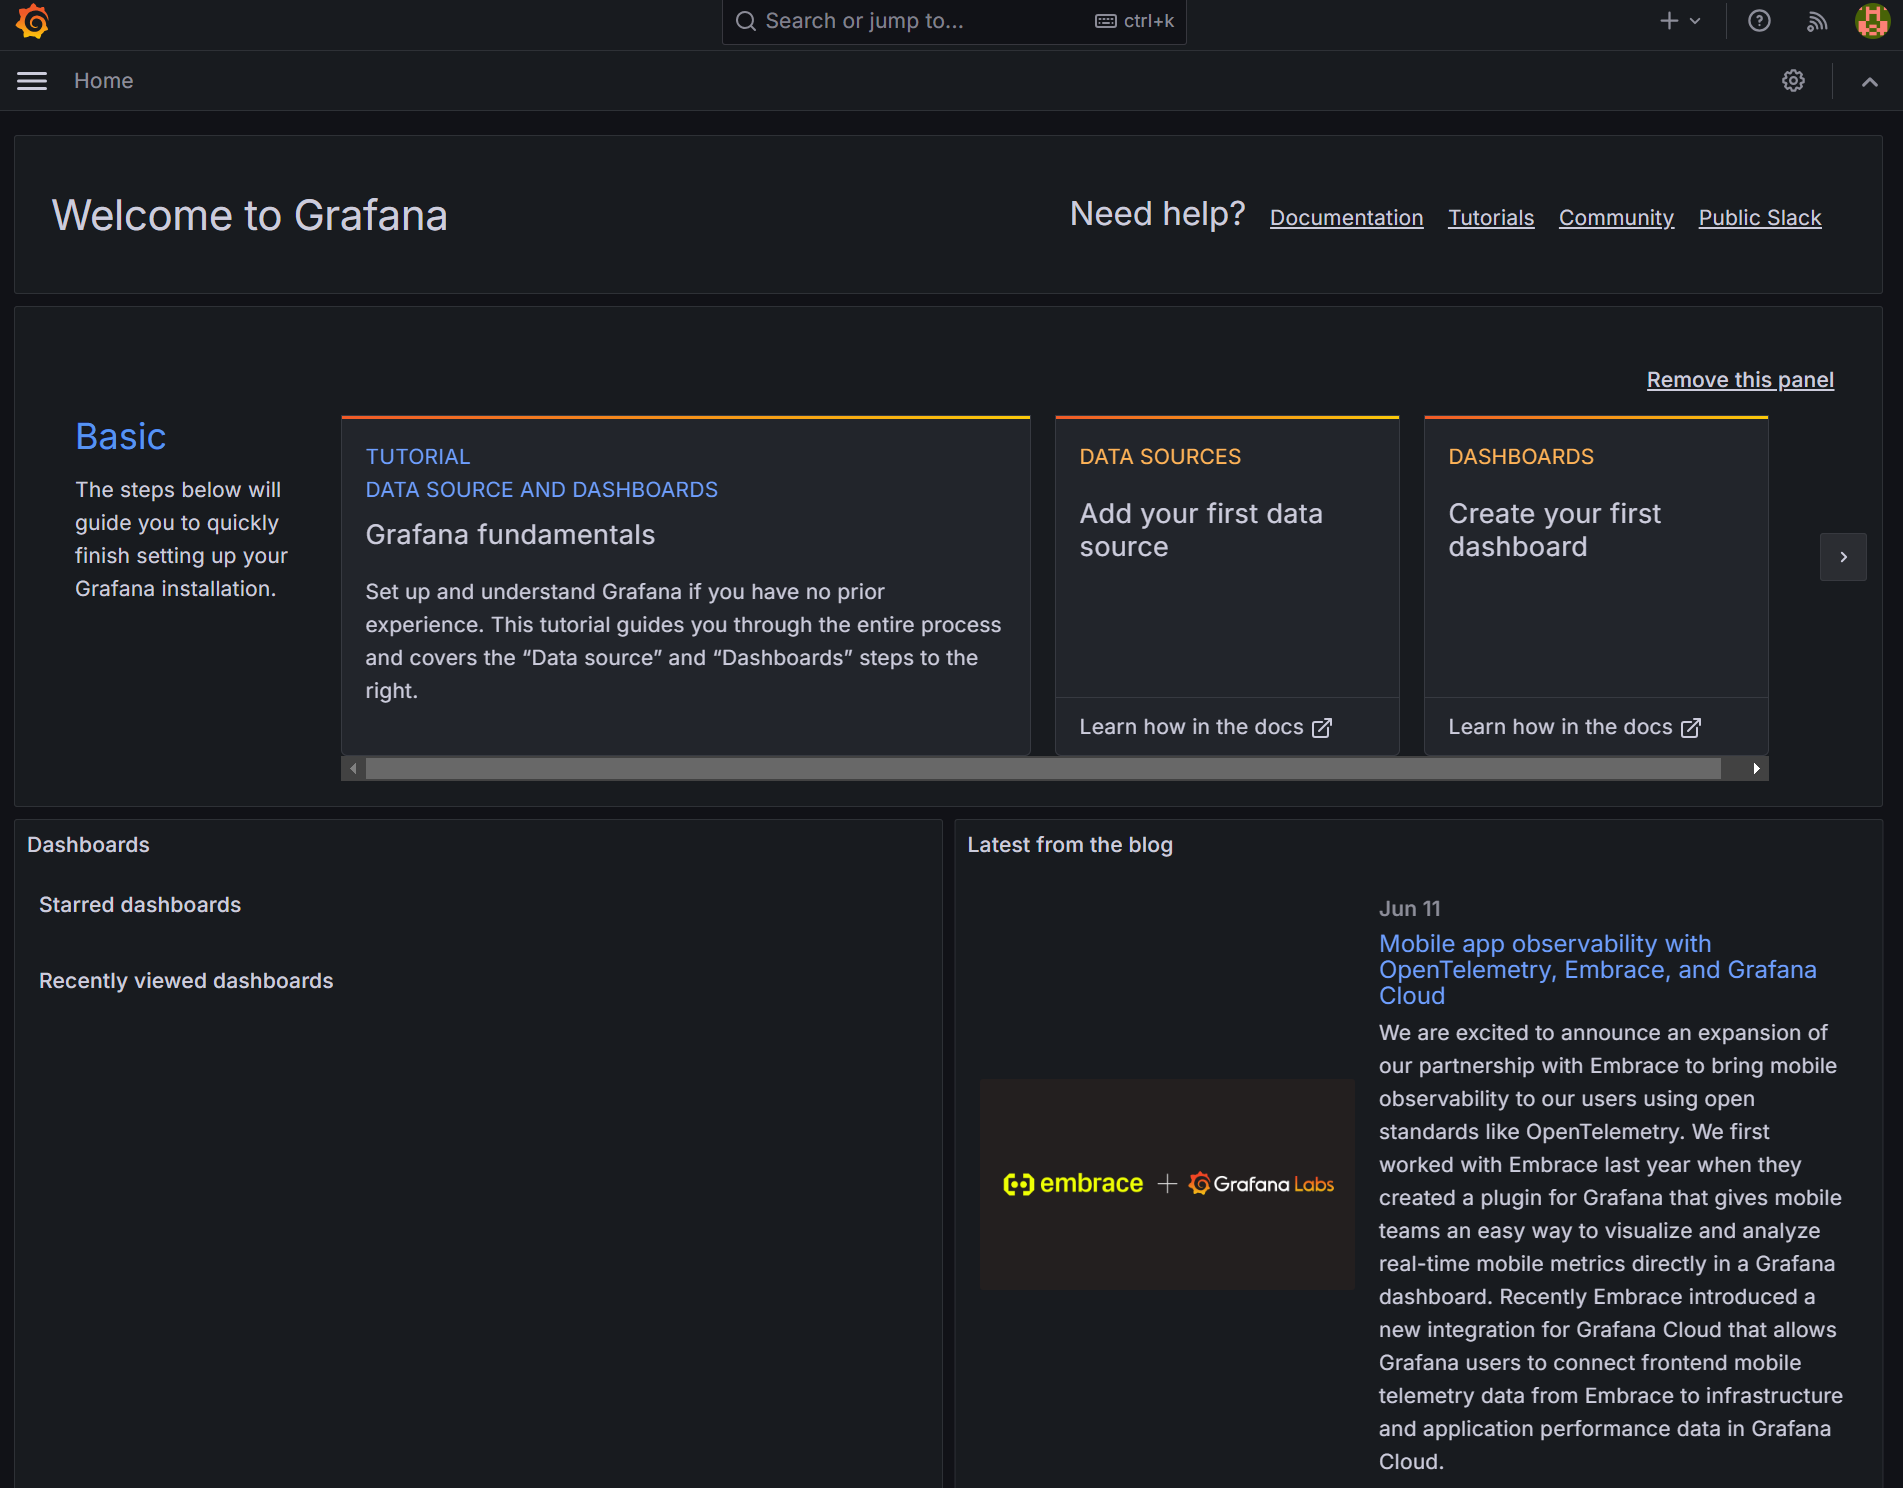 Search or jump to...
ctrl+k
Home
Welcome to Grafana
Need help?
Documentation
Tutorials
Community
Public Slack
Remove this panel
Basic
The steps below will
guide you to quickly
finish setting up your
Grafana installation.
TUTORIAL
DATA SOURCE AND DASHBOARDS
Grafana fundamentals
Set up and understand Grafana if you have no prior
experience. This tutorial guides you through the entire process
and covers the “Data source” and “Dashboards” steps to the
right.
DATA SOURCES
Add your first data
source
Learn how in the docs
DASHBOARDS
Create your first
dashboard
Learn how in the docs
Dashboards
Starred dashboards
Recently viewed dashboards
Latest from the blog
embrace + Grafana Labs
Jun 11
Mobile app observability with
OpenTelemetry, Embrace, and Grafana
Cloud
We are excited to announce an expansion of
our partnership with Embrace to bring mobile
observability to our users using open
standards like OpenTelemetry. We first
worked with Embrace last year when they
created a plugin for Grafana that gives mobile
teams an easy way to visualize and analyze
real-time mobile metrics directly in a Grafana
dashboard. Recently Embrace introduced a
new integration for Grafana Cloud that allows
Grafana users to connect frontend mobile
telemetry data from Embrace to infrastructure
and application performance data in Grafana
Cloud.